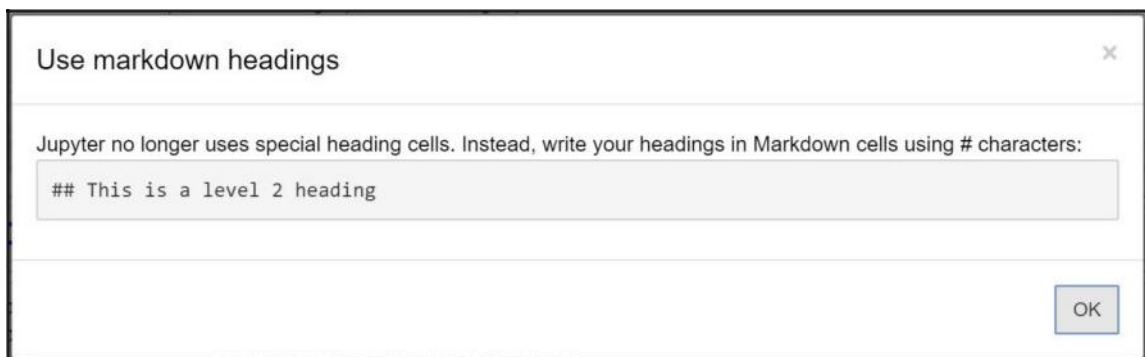 Use markdown headings
×
Jupyter no longer uses special heading cells. Instead, write your headings in Markdown cells using # characters:
## This is a level 2 heading
OK